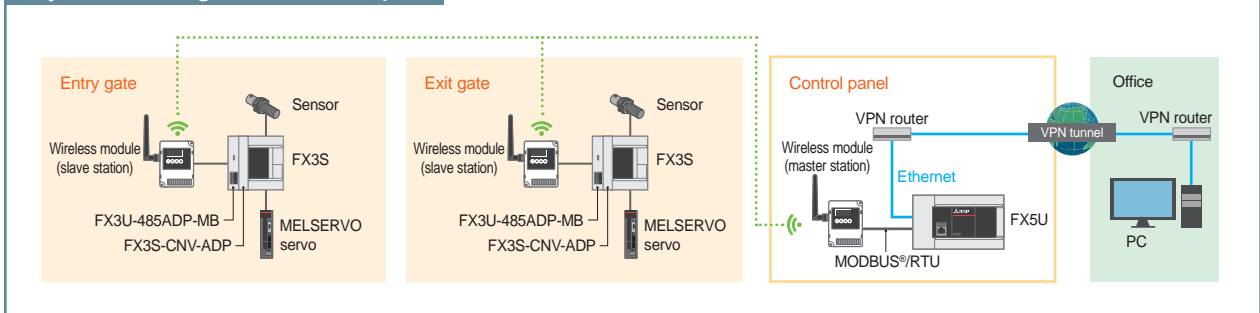 Entry gate
Sensor
Wireless module
(slave station)
FX3S
FX3U-485ADP-MB
FX3S-CNV-ADP
MELSERVO
servo
Exit gate
Sensor
Wireless module
(slave station)
FX3S
FX3U-485ADP-MB
FX3S-CNV-ADP
MELSERVO
servo
Control panel
VPN router
Wireless module
(master station)
Ethernet
FX5U
MODBUS®/RTU
VPN tunnel
Office
VPN router
PC